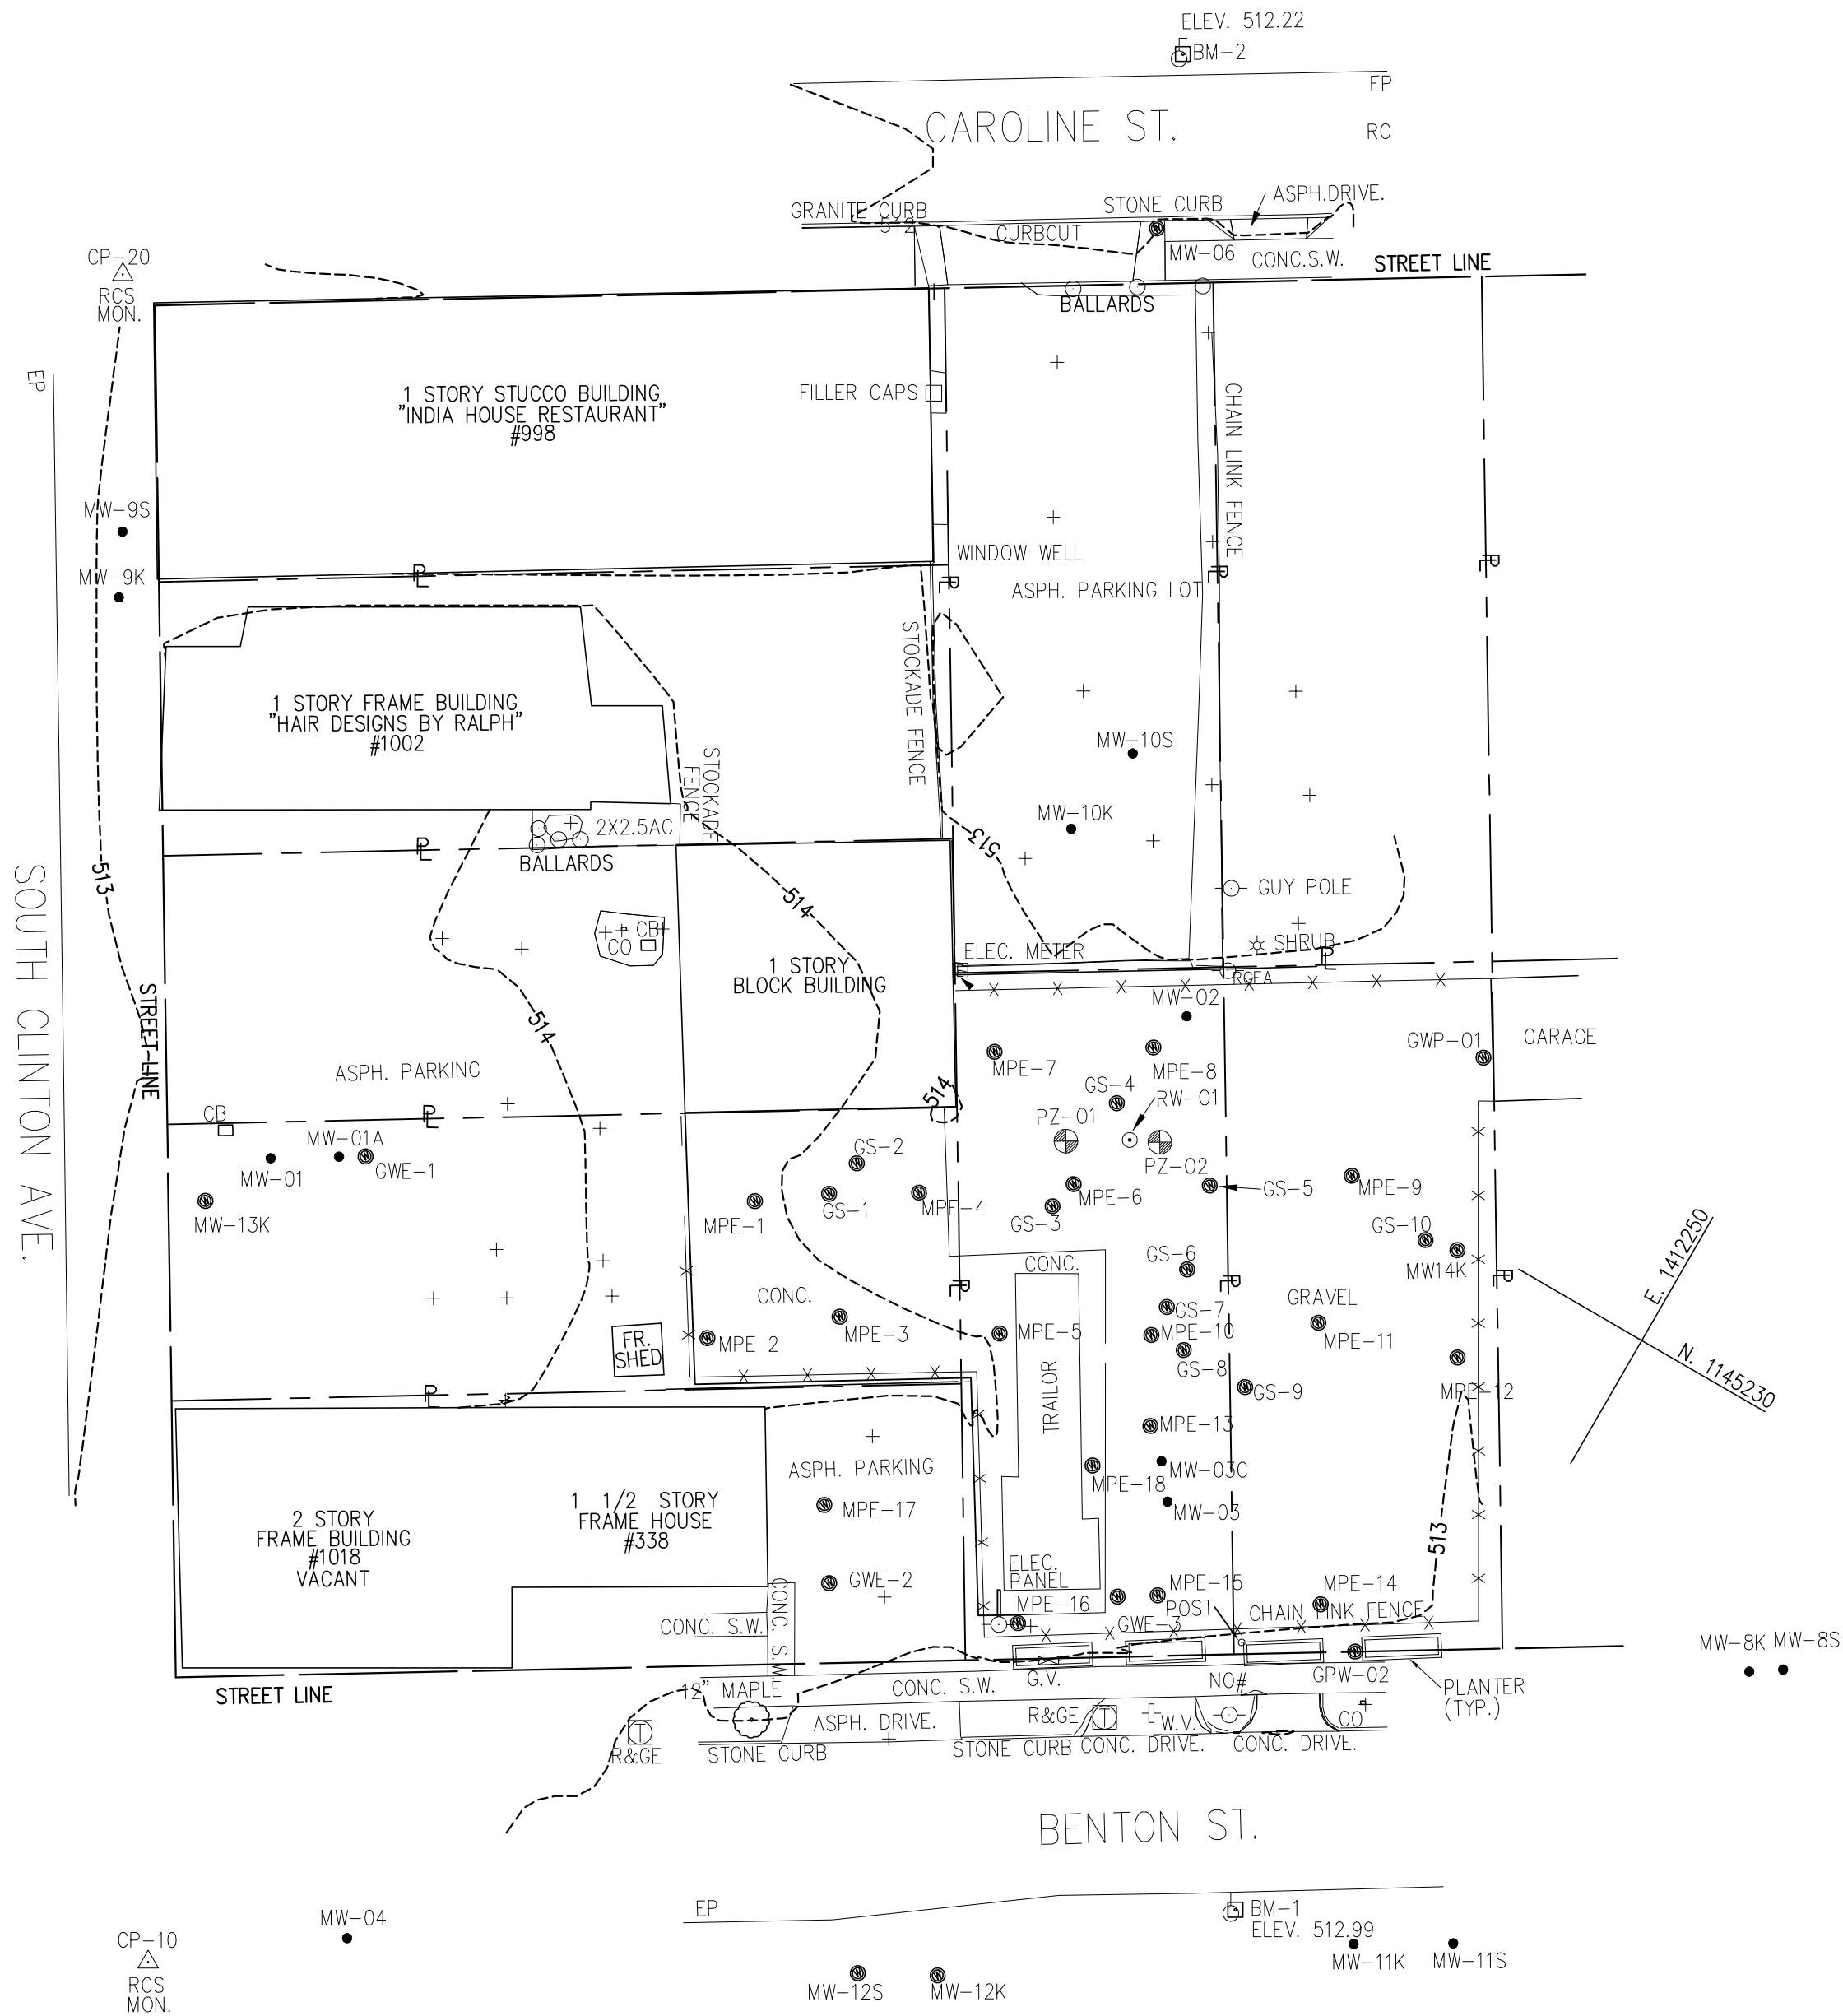 ELEV. 512.22
BM-2
EP
CAROLINE ST.
RC
GRANITE CURB
512
STONE CURB
ASPH.DRIVE.
CURBCUT
MW-06
CONC.S.W.
STREET LINE
CP-20
RCS
MON.
BALLARDS
EP
1 STORY STUCCO BUILDING
"INDIA HOUSE RESTAURANT"
#998
FILLER CAPS
CHAIN LINK FENCE
MW-9S
MW-9K
WINDOW WELL
ASPH. PARKING LOT
PL
PL
PL
PL
STOCKADE FENCE
1 STORY FRAME BUILDING
"HAIR DESIGNS BY RALPH"
#1002
STOCKADE
FENCE
MW-10S
MW-10K
2X2.5AC
BALLARDS
PL
513
513
514
GUY POLE
SHRUB
ELEC. METER
PL
RGEA
CB
CO
SOUTH CLINTON AVE.
STREET LINE
1 STORY
BLOCK BUILDING
MW-02
514
ASPH. PARKING
GWP-01
GARAGE
MPE-7
MPE-8
514
GS-4
RW-01
PZ-01
PZ-02
CB
PL
MW-01A
MW-01
GWE-1
MW-13K
GS-2
MPE-1
GS-1
MPE-4
GS-3
MPE-6
GS-5
MPE-9
GS-10
MW14K
E. 1412250
N. 1145230
CONC.
GS-6
PL
PL
PL
CONC.
GS-7
GRAVEL
MPE 2
MPE-3
MPE-5
MPE-10
MPE-11
GS-8
FR.
SHED
TRAILOR
GS-9
MPE-12
PL
MPE-13
MW-03C
MPE-18
MW-03
ASPH. PARKING
MPE-17
2 STORY
FRAME BUILDING
#1018
VACANT
1 1/2 STORY
FRAME HOUSE
#338
513
ELEC.
PANEL
GWE-2
MPE-15
MPE-14
MPE-16
GWE-3
POST
CHAIN LINK FENCE
CONC. S.W.
CONC. S.W.
MW-8K
MW-8S
STREET LINE
12" MAPLE
CONC. S.W.
G.V.
NO#
GPW-02
PLANTER
(TYP.)
R&GE
ASPH. DRIVE.
R&GE
W.V.
CO
STONE CURB
STONE CURB
CONC. DRIVE.
CONC. DRIVE.
BENTON ST.
EP
BM-1
ELEV. 512.99
MW-04
CP-10
RCS
MON.
MW-12S
MW-12K
MW-11K
MW-11S